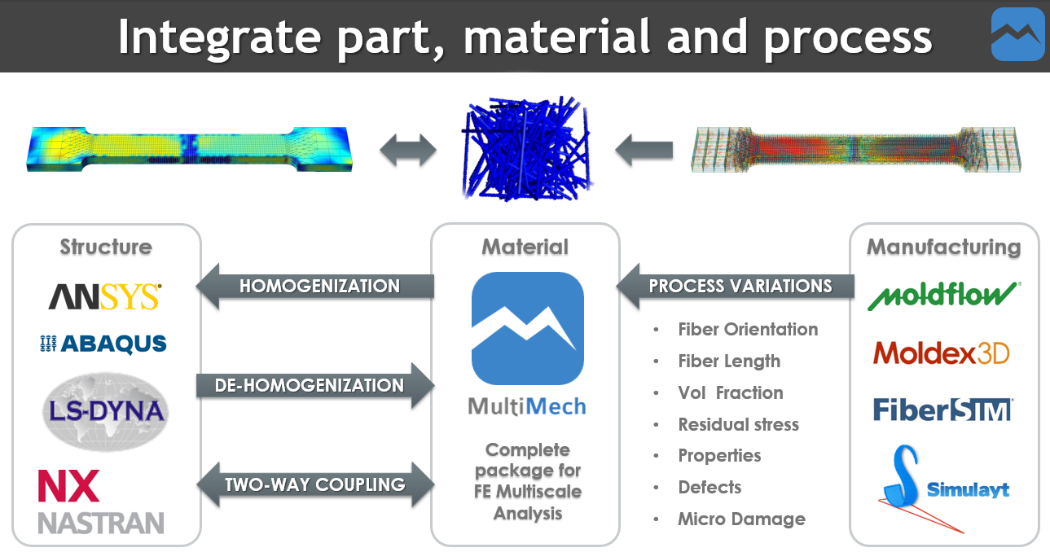 Integrate part, material and process
Structure
ANSYS
ABAQUS
LS-DYNA
NX
NASTRAN
HOMOGENIZATION
DE-HOMOGENIZATION
TWO-WAY COUPLING
Material
MultiMech
Complete
package for
FE Multiscale
Analysis
PROCESS VARIATIONS
• Fiber Orientation
• Fiber Length
• Vol Fraction
• Residual stress
• Properties
• Defects
• Micro Damage
Manufacturing
moldflow®
Moldex3D
FiberSIM
Simulayt